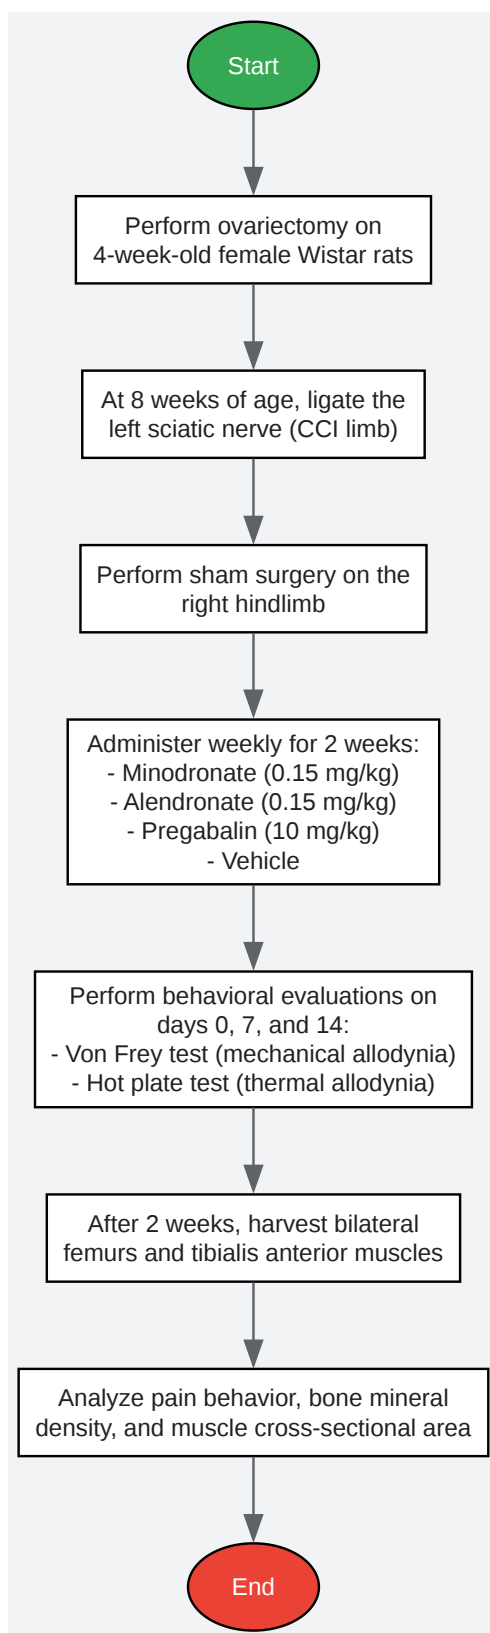 Start
Perform ovariectomy on
4-week-old female Wistar rats
At 8 weeks of age, ligate the
left sciatic nerve (CCI limb)
Perform sham surgery on the
right hindlimb
Administer weekly for 2 weeks:
- Minodronate (0.15 mg/kg)
- Alendronate (0.15 mg/kg)
- Pregabalin (10 mg/kg)
- Vehicle
Perform behavioral evaluations on
days 0, 7, and 14:
- Von Frey test (mechanical allodynia)
- Hot plate test (thermal allodynia)
After 2 weeks, harvest bilateral
femurs and tibialis anterior muscles
Analyze pain behavior, bone mineral
density, and muscle cross-sectional area
End